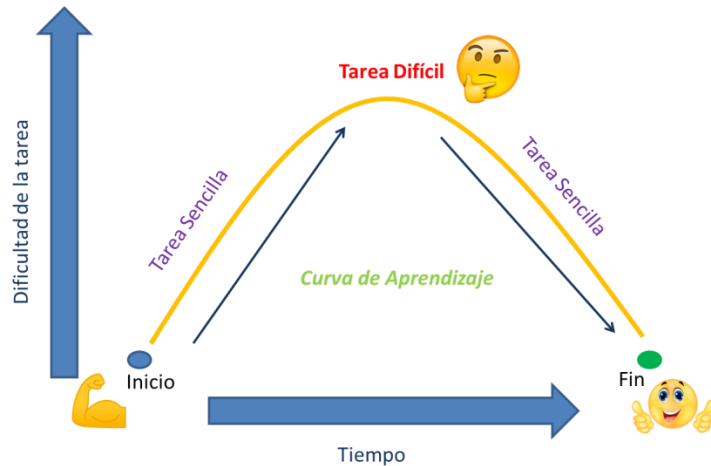 Dificultad de la tarea
Tarea Difícil
Tarea Sencilla
Tarea Sencilla
Curva de Aprendizaje
Inicio
Fin
Tiempo